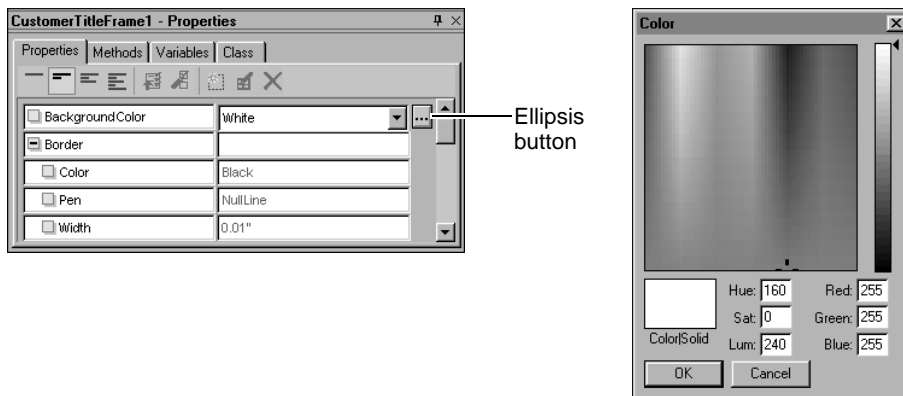 CustomerTitleFrame1 - Properties
Properties Methods Variables Class
BackgroundColor White ...
Border
Color Black
Pen NullLine
Width 0.01"
Ellipsis
button
Color
Hue: 160 Red: 255
Sat: 0 Green: 255
Color|Solid Lum: 240 Blue: 255
OK Cancel